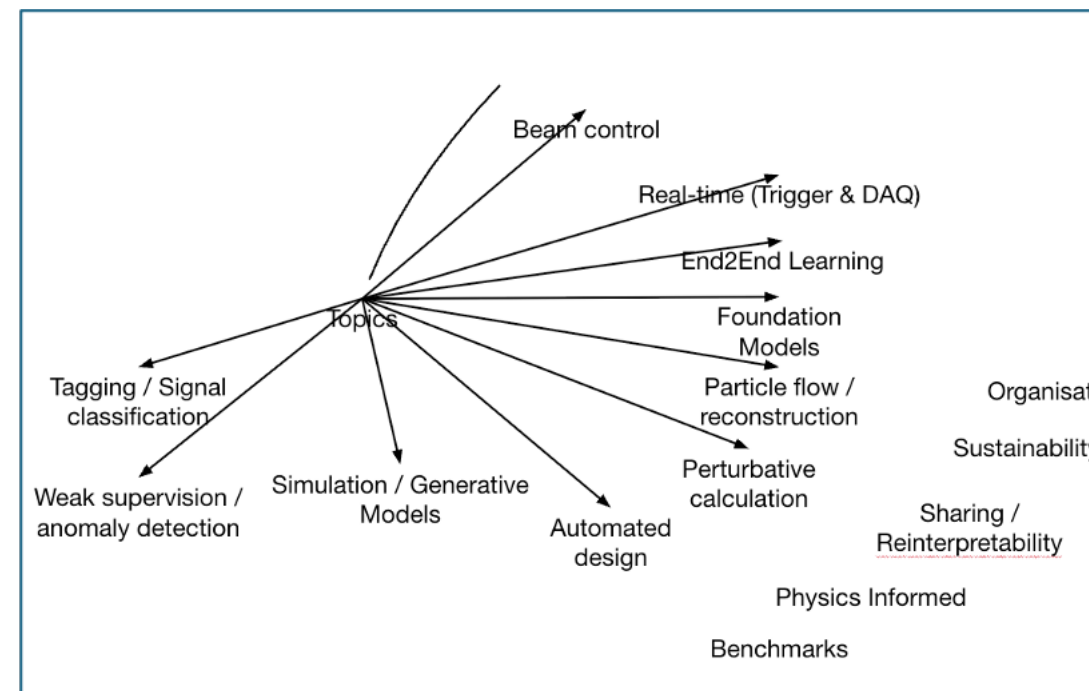 Beam control
Real-time (Trigger & DAQ)
End2End Learning
Topics
Foundation
Models
Tagging / Signal
classification
Particle flow /
reconstruction
Organisat
Sustainability
Perturbative
calculation
Weak supervision /
anomaly detection
Simulation / Generative
Models
Automated
design
Sharing /
Reinterpretability
Physics Informed
Benchmarks